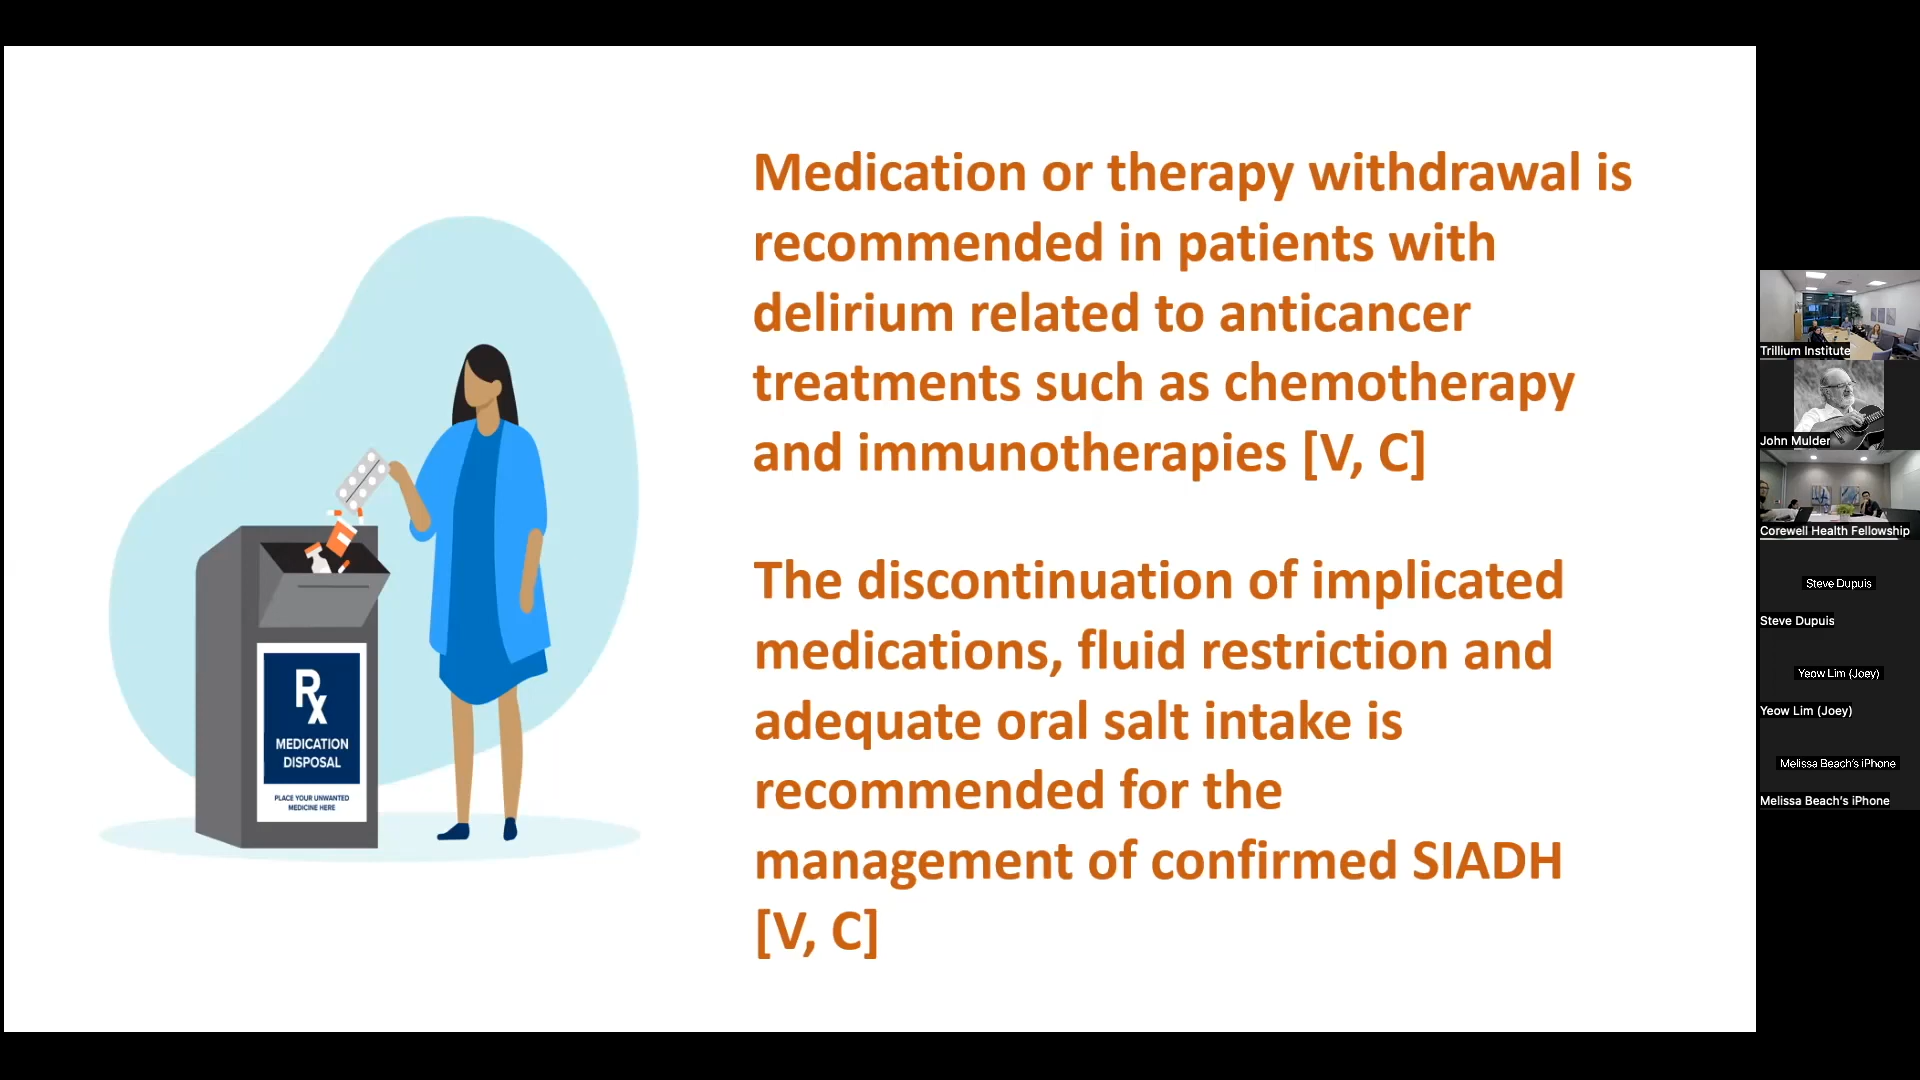 Medication or therapy withdrawal is
recommended in patients with
delirium related to anticancer
treatments such as chemotherapy
and immunotherapies [V, C]
The discontinuation of implicated
medications, fluid restriction and
adequate oral salt intake is
recommended for the
management of confirmed SIADH
[V, C]
Rx
MEDICATION
DISPOSAL
PLACE YOUR UNWANTED
MEDICINE HERE
Trillium Institute
John Mulder
Corewell Health Fellowship
Steve Dupuis
Steve Dupuis
Yeow Lim (Joey)
Yeow Lim (Joey)
Melissa Beach's iPhone
Melissa Beach's iPhone